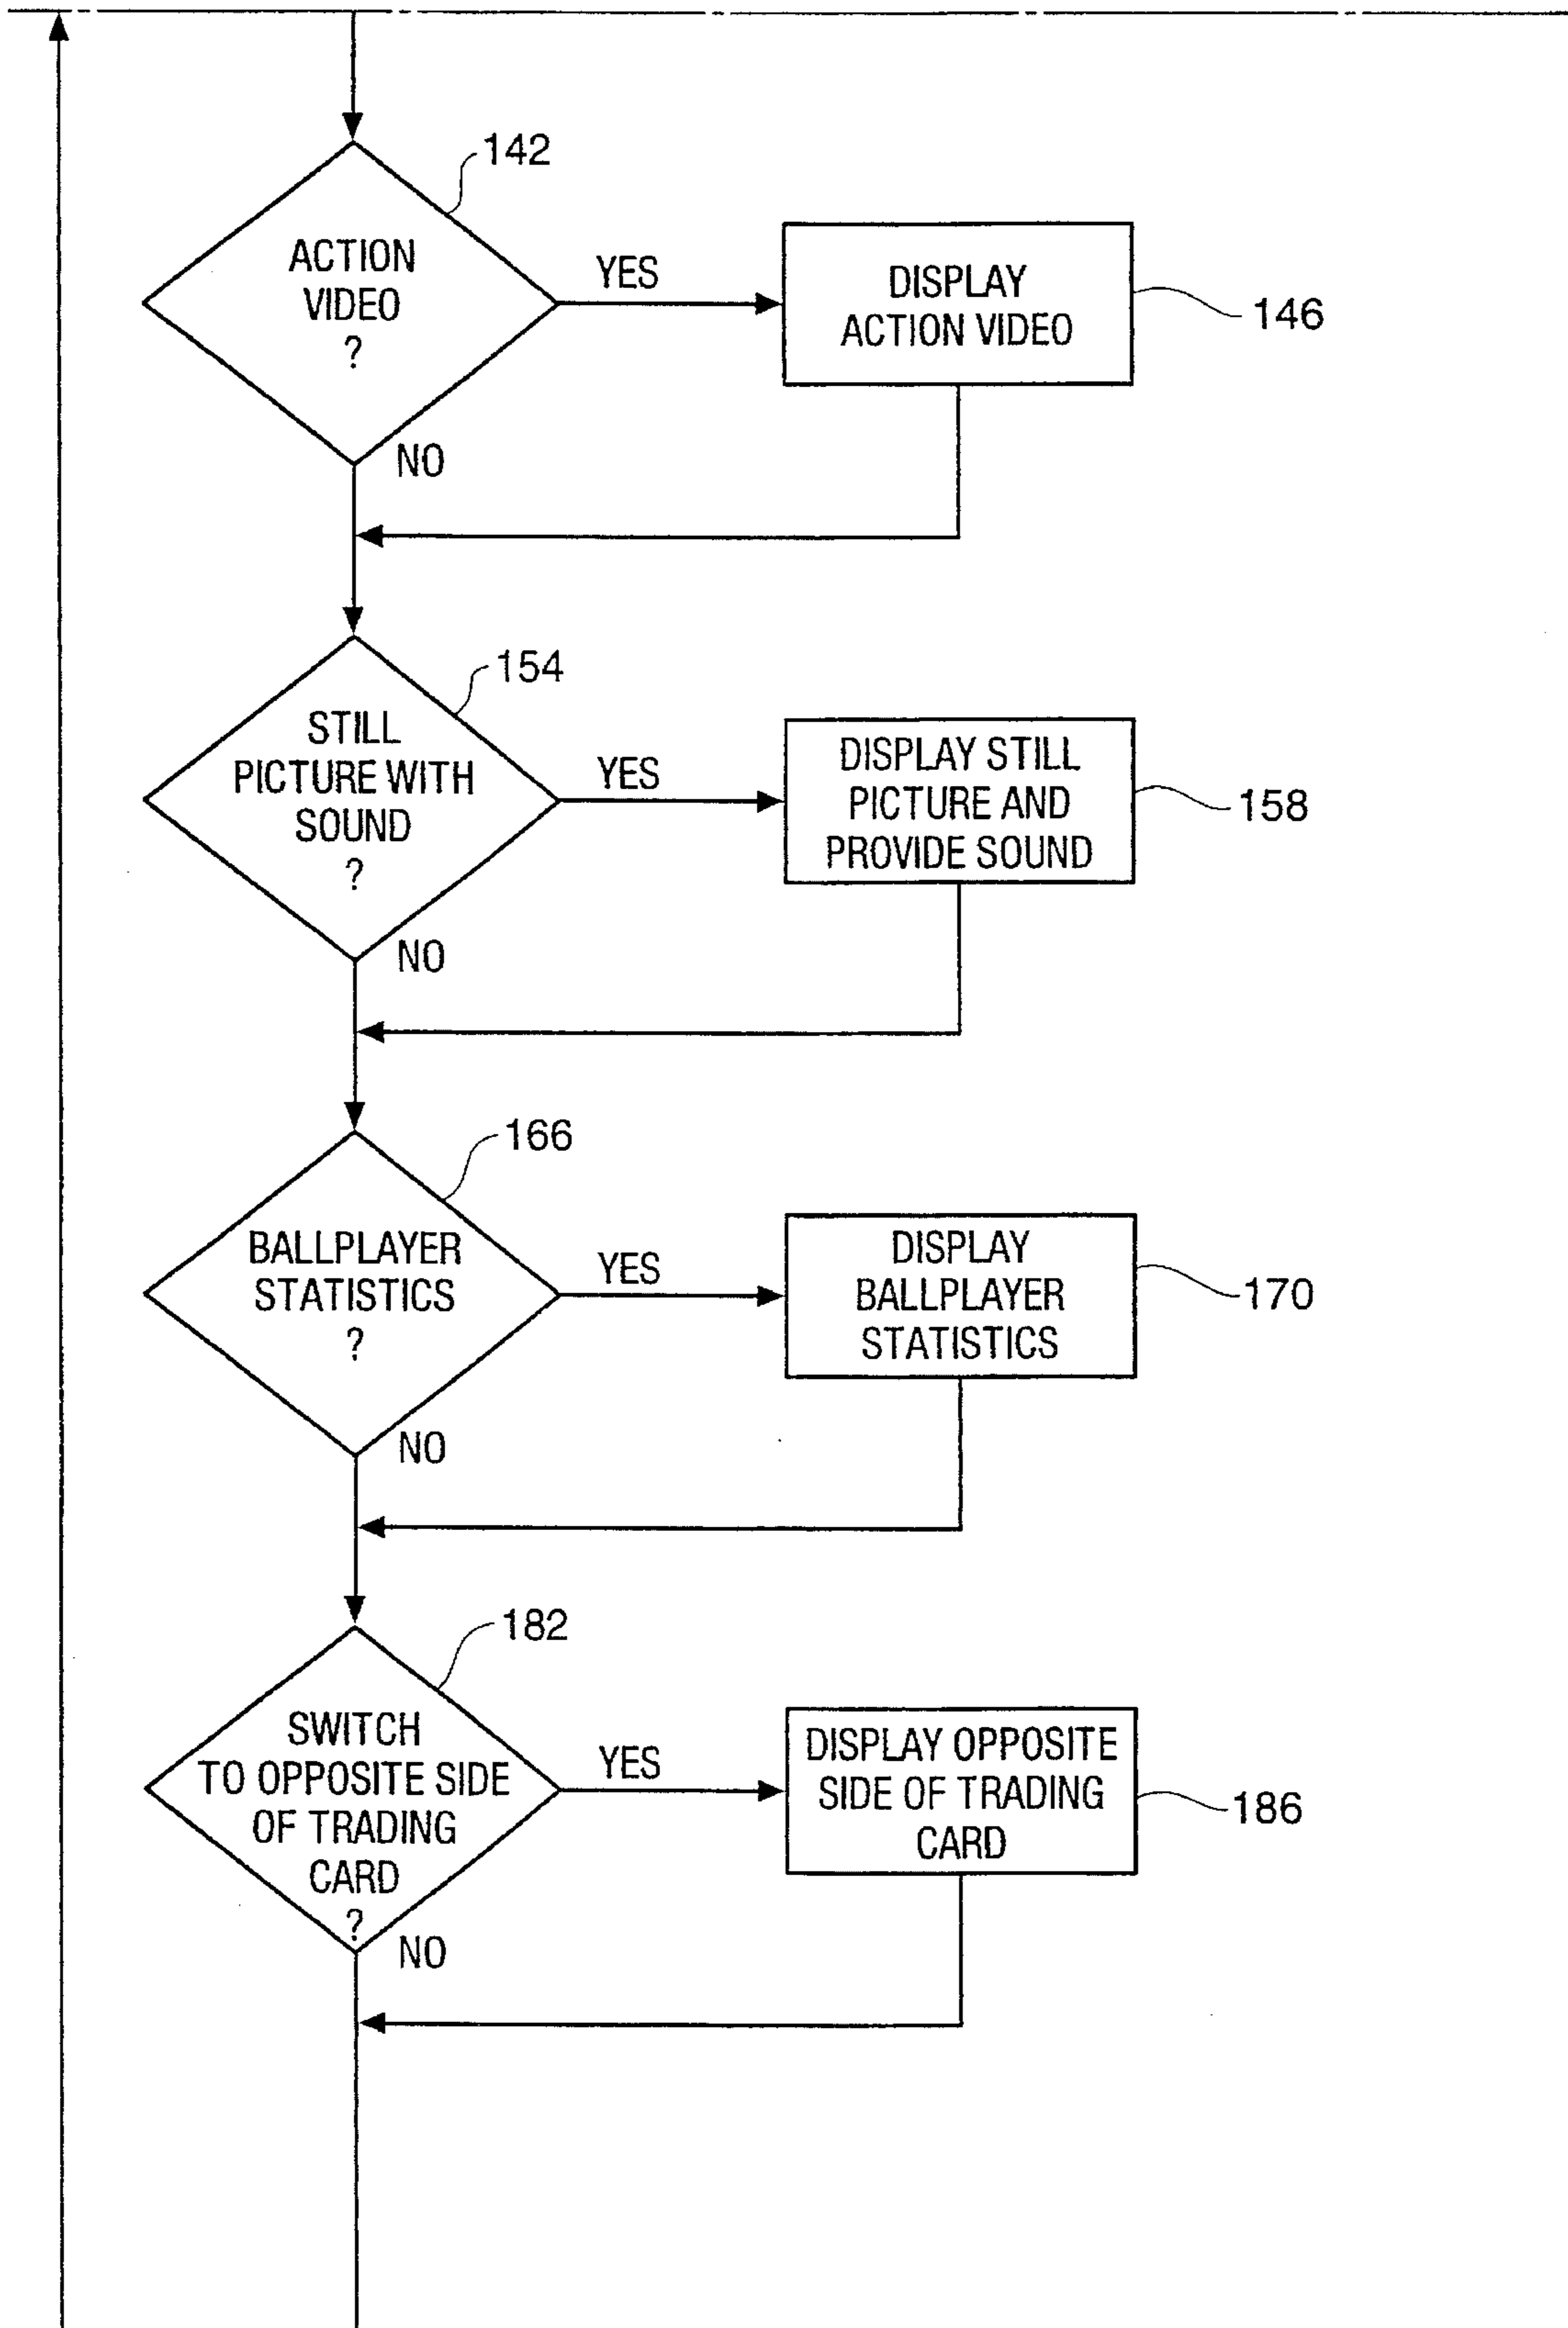 142
ACTION
VIDEO
?
YES
DISPLAY
ACTION VIDEO
146
NO
154
STILL
PICTURE WITH
SOUND
?
YES
DISPLAY STILL
PICTURE AND
PROVIDE SOUND
158
NO
166
BALLPLAYER
STATISTICS
?
YES
DISPLAY
BALLPLAYER
STATISTICS
170
NO
182
SWITCH
TO OPPOSITE SIDE
OF TRADING
CARD
?
YES
DISPLAY OPPOSITE
SIDE OF TRADING
CARD
186
NO